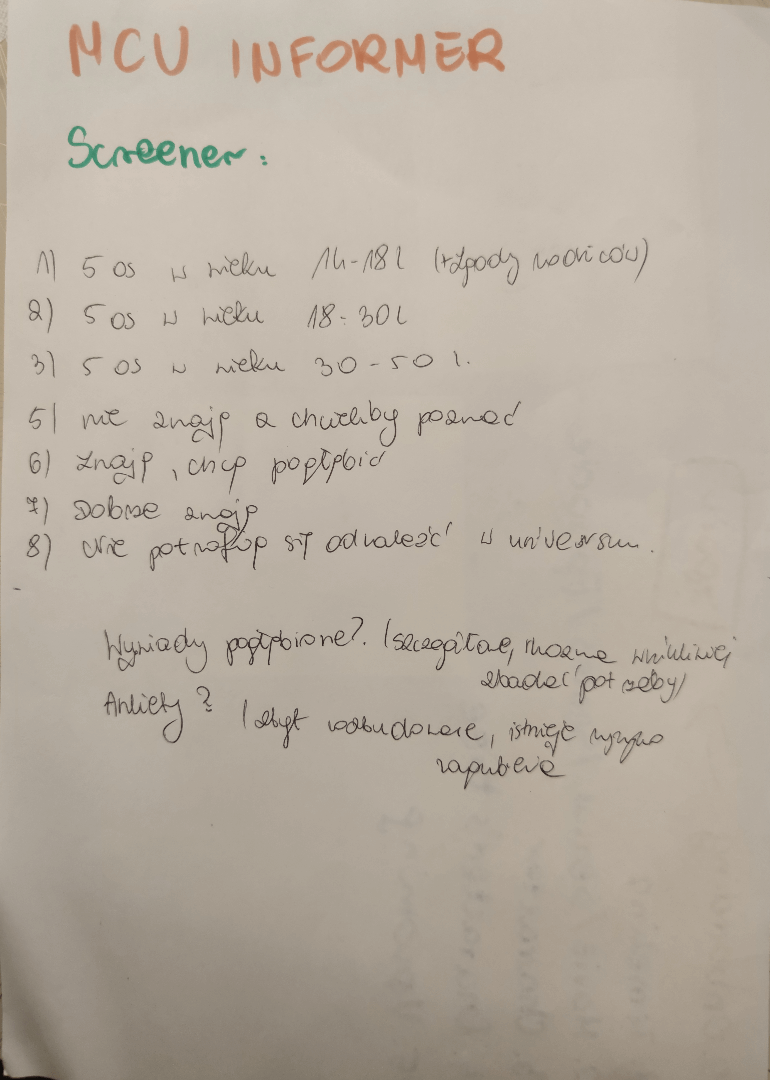 MCU INFORMER
Screener:
1) 5 os w wieku 14-18 l (+zgody rodziców)
2) 5 os w wieku 18-30 l
3) 5 os w wieku 30-50 l.
5) nie znają a chcieliby poznać
6) znają, chcą pogłębić
7) Dobrze znają
8) Nie potrafią się odnaleźć w universum.
Wywiady pogłębione? (szczegółowe, można wnikliwiej
zbadać potrzeby)
Ankiety? (zbyt rozbudowane, istnieje ryzyko